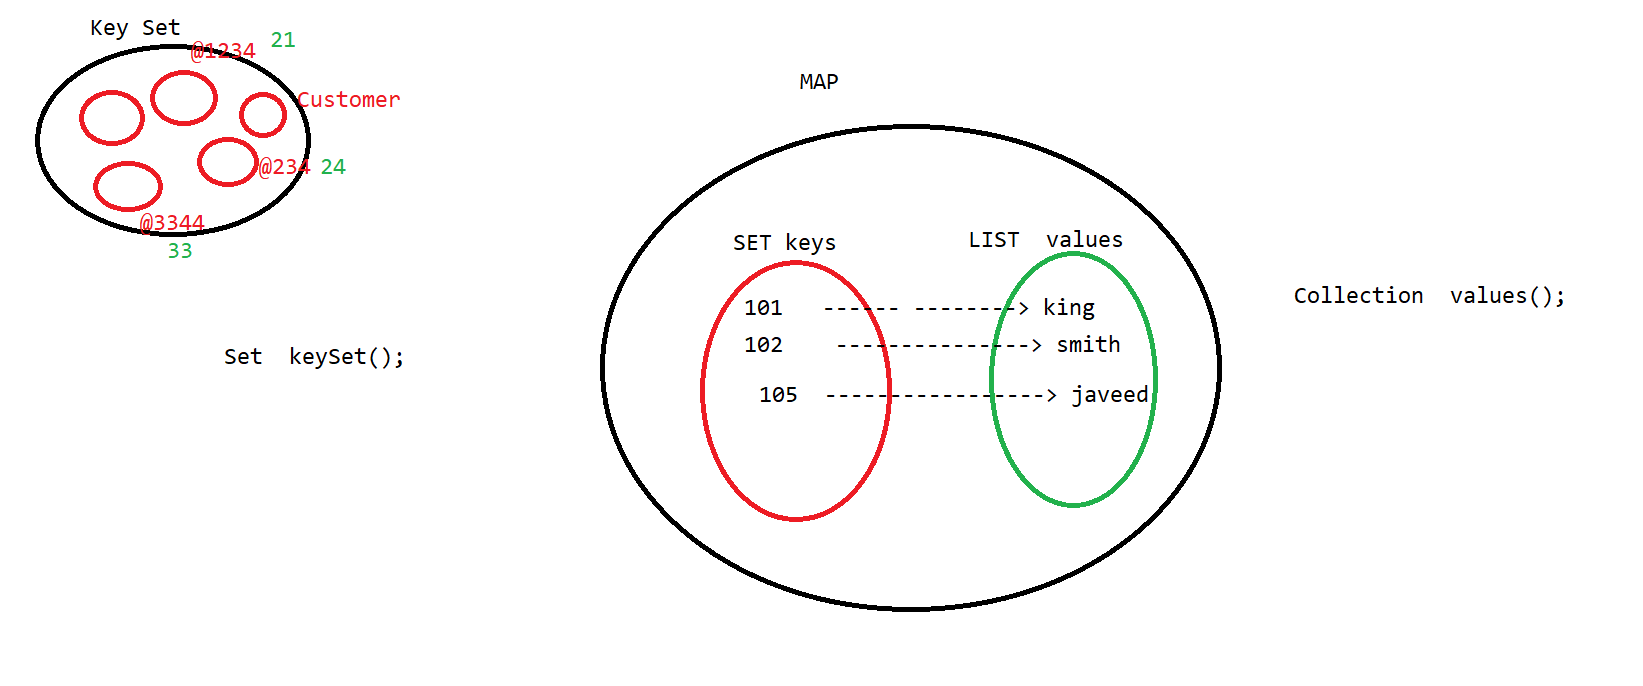 Key Set
@1234 21
Customer
@234 24
@3344
33
Set keySet();
MAP
SET keys LIST values
101 ------ --------> king
102 ---------------> smith
105 -----------------> javeed
Collection values();